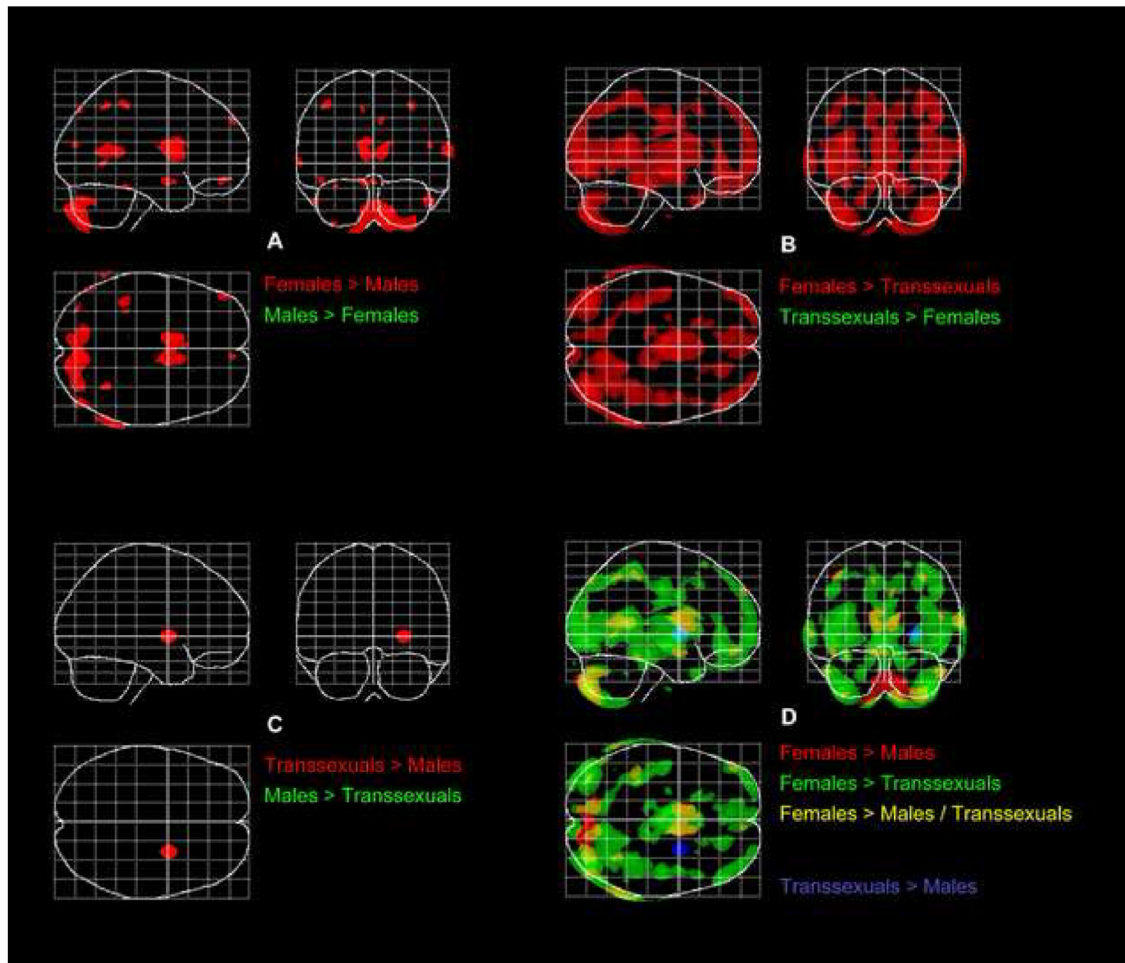 A
Females > Males
Males > Females
B
Females > Transsexuals
Transsexuals > Females
C
Transsexuals > Males
Males > Transsexuals
D
Females > Males
Females > Transsexuals
Females > Males / Transsexuals
Transsexuals > Males